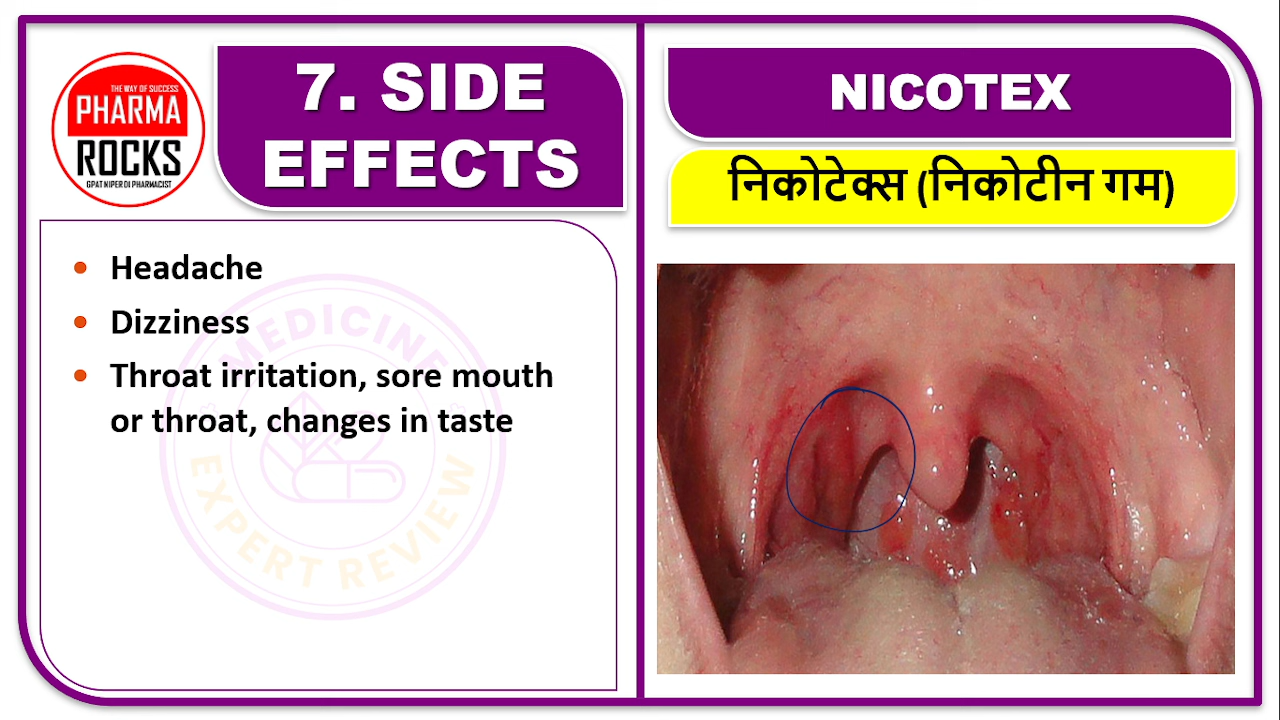 THE WAY OF SUCCESS
PHARMA
ROCKS
GPAT NIPER DI PHARMACIST
7. SIDE
EFFECTS
• Headache
• Dizziness
• Throat irritation, sore mouth
or throat, changes in taste
MEDICINE
EXPERT REVIEW
NICOTEX
निकोटेक्स (निकोटीन गम)